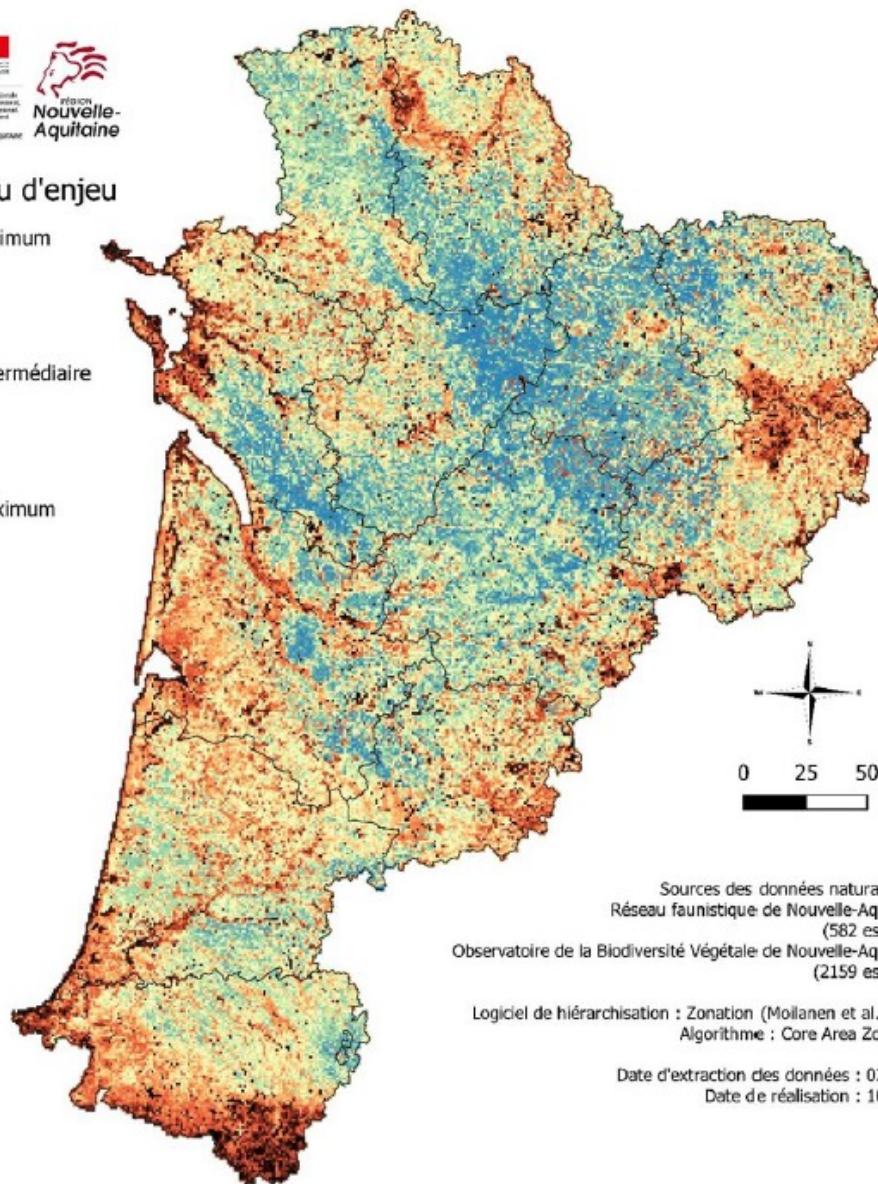 RÉGION
Nouvelle-
Aquitaine
u d'enjeu
imum
ermédiaire
ximum
N
W
E
S
0 25 50
Sources des données natura
Réseau faunistique de Nouvelle-Aq
(582 es
Observatoire de la Biodiversité Végétale de Nouvelle-Aq
(2159 es
Logiciel de hiérarchisation : Zonation (Moilanen et al.
Algorithme : Core Area Zo
Date d'extraction des données : 0
Date de réalisation : 1